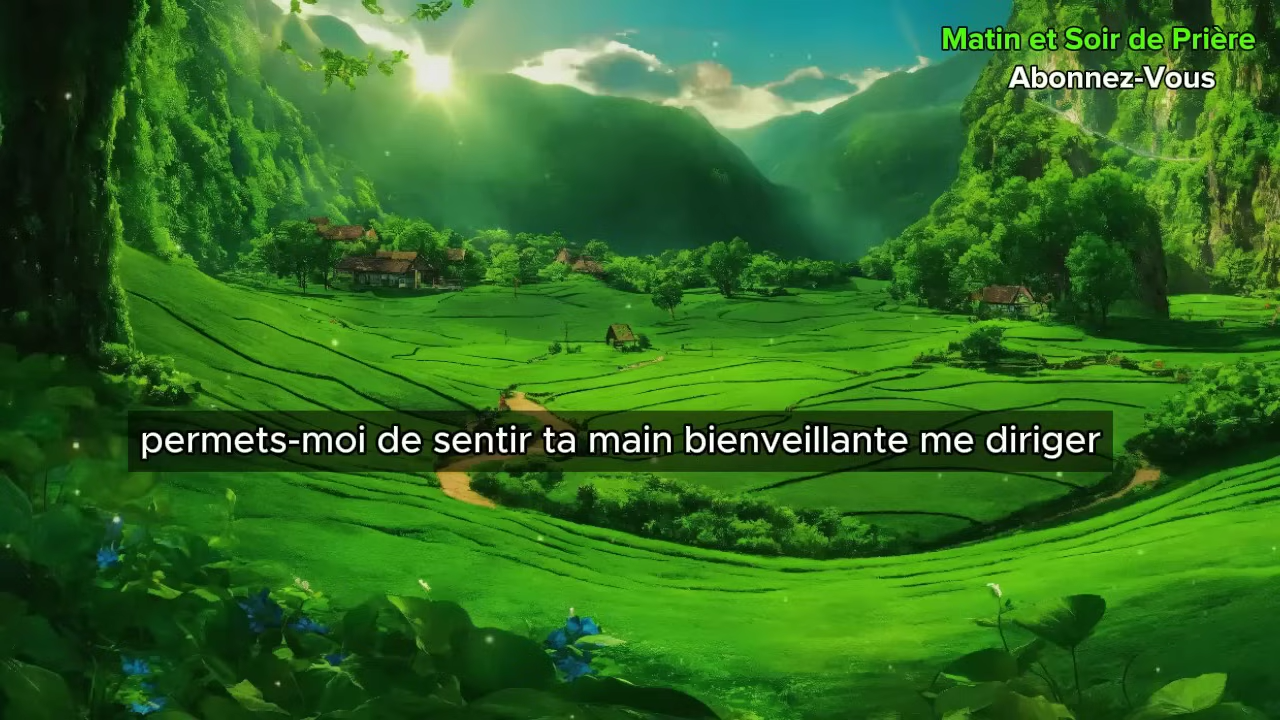 Matin et Soir de Prière
Abonnez-Vous
permets-moi de sentir ta main bienveillante me diriger